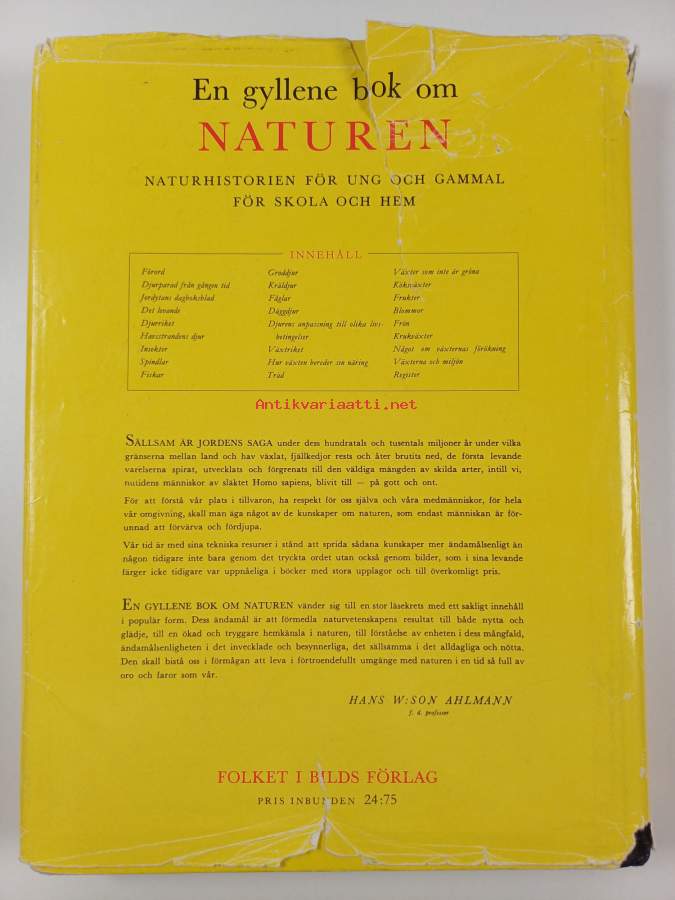 En gyllene bok om
NATUREN
NATURHISTORIEN FÖR UNG OCH GAMMAL
FÖR SKOLA OCH HEM
INNEHÅLL
Förord
Djurparad från gången tid
Jordytans dagboksblad
Det levande
Djurriket
Havsstrandens djur
Insekter
Spindlar
Fiskar
Groddjur
Kräldjur
Fåglar
Däggdjur
Djurens anpassning till olika livs-
betingelser
Växtriket
Hur växten bereder sin näring
Träd
Växter som inte är gröna
Köksväxter
Frukter
Blommor
Frön
Krukväxter
Något om växternas förökning
Växterna och miljön
Register
Antikvariaatti.net
SÄLLSAM ÄR JORDENS SAGA under dess hundratals och tusentals miljoner år under vilka
gränserna mellan land och hav växlat, fjällkedjor rests och åter brutits ned, de första levande
varelserna spirat, utvecklats och förgrenats till den väldiga mängden av skilda arter, intill vi,
nutidens människor av släktet Homo sapiens, blivit till — på gott och ont.
För att förstå vår plats i tillvaron, ha respekt för oss själva och våra medmänniskor, för hela
vår omgivning, skall man äga något av de kunskaper om naturen, som endast människan är för-
unnad att förvärva och fördjupa.
Vår tid är med sina tekniska resurser i stånd att sprida sådana kunskaper mer ändamålsenligt än
någon tidigare inte bara genom det tryckta ordet utan också genom bilder, som i sina levande
färger icke tidigare var uppnåeliga i böcker med stora upplagor och till överkomligt pris.
EN GYLLENE BOK OM NATUREN vänder sig till en stor läsekrets med ett sakligt innehåll
i populär form. Dess ändamål är att förmedla naturvetenskapens resultat till både nytta och
glädje, till en ökad och tryggare hemkänsla i naturen, till förståelse av enheten i dess mångfald,
ändamålsenligheten i det invecklade och besynnerliga, det sällsamma i det alldagliga och nötta.
Den skall bistå oss i förmågan att leva i förtroendefullt umgänge med naturen i en tid så full av
oro och faror som vår.
HANS W:SON AHLMANN
f. d. professor
FOLKET I BILDS FÖRLAG
PRIS INBUNDEN 24:75